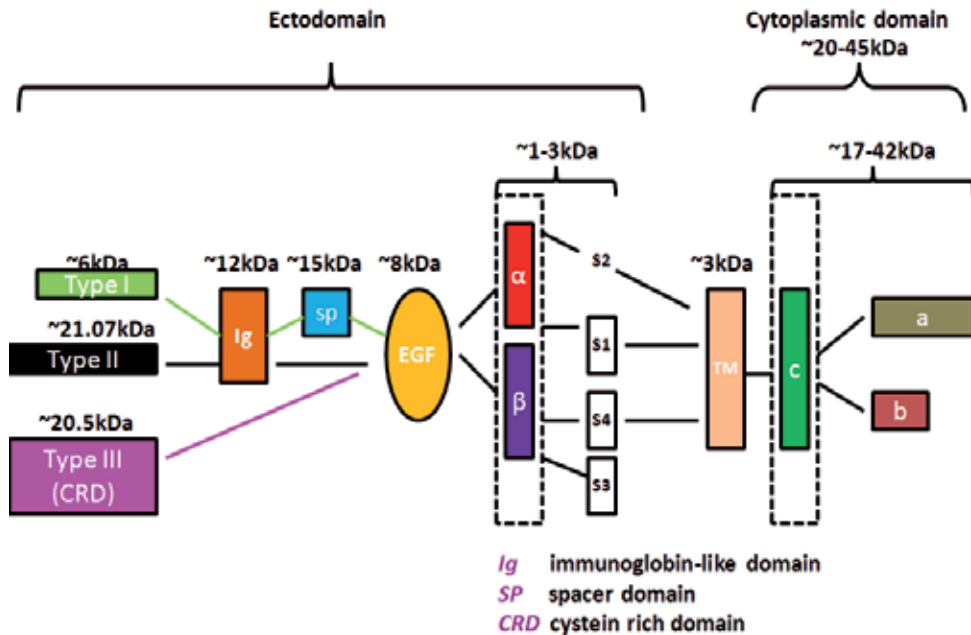 Ectodomain
Cytoplasmic domain
~20-45kDa
~1-3kDa
~17-42kDa
~6kDa
~12kDa
~15kDa
~8kDa
~3kDa
Type I
~21.07kDa
Type II
~20.5kDa
Type III
(CRD)
Ig
sp
EGF
α
β
S2
S1
S4
S3
TM
c
a
b
Ig immunoglobin-like domain
SP spacer domain
CRD cystein rich domain